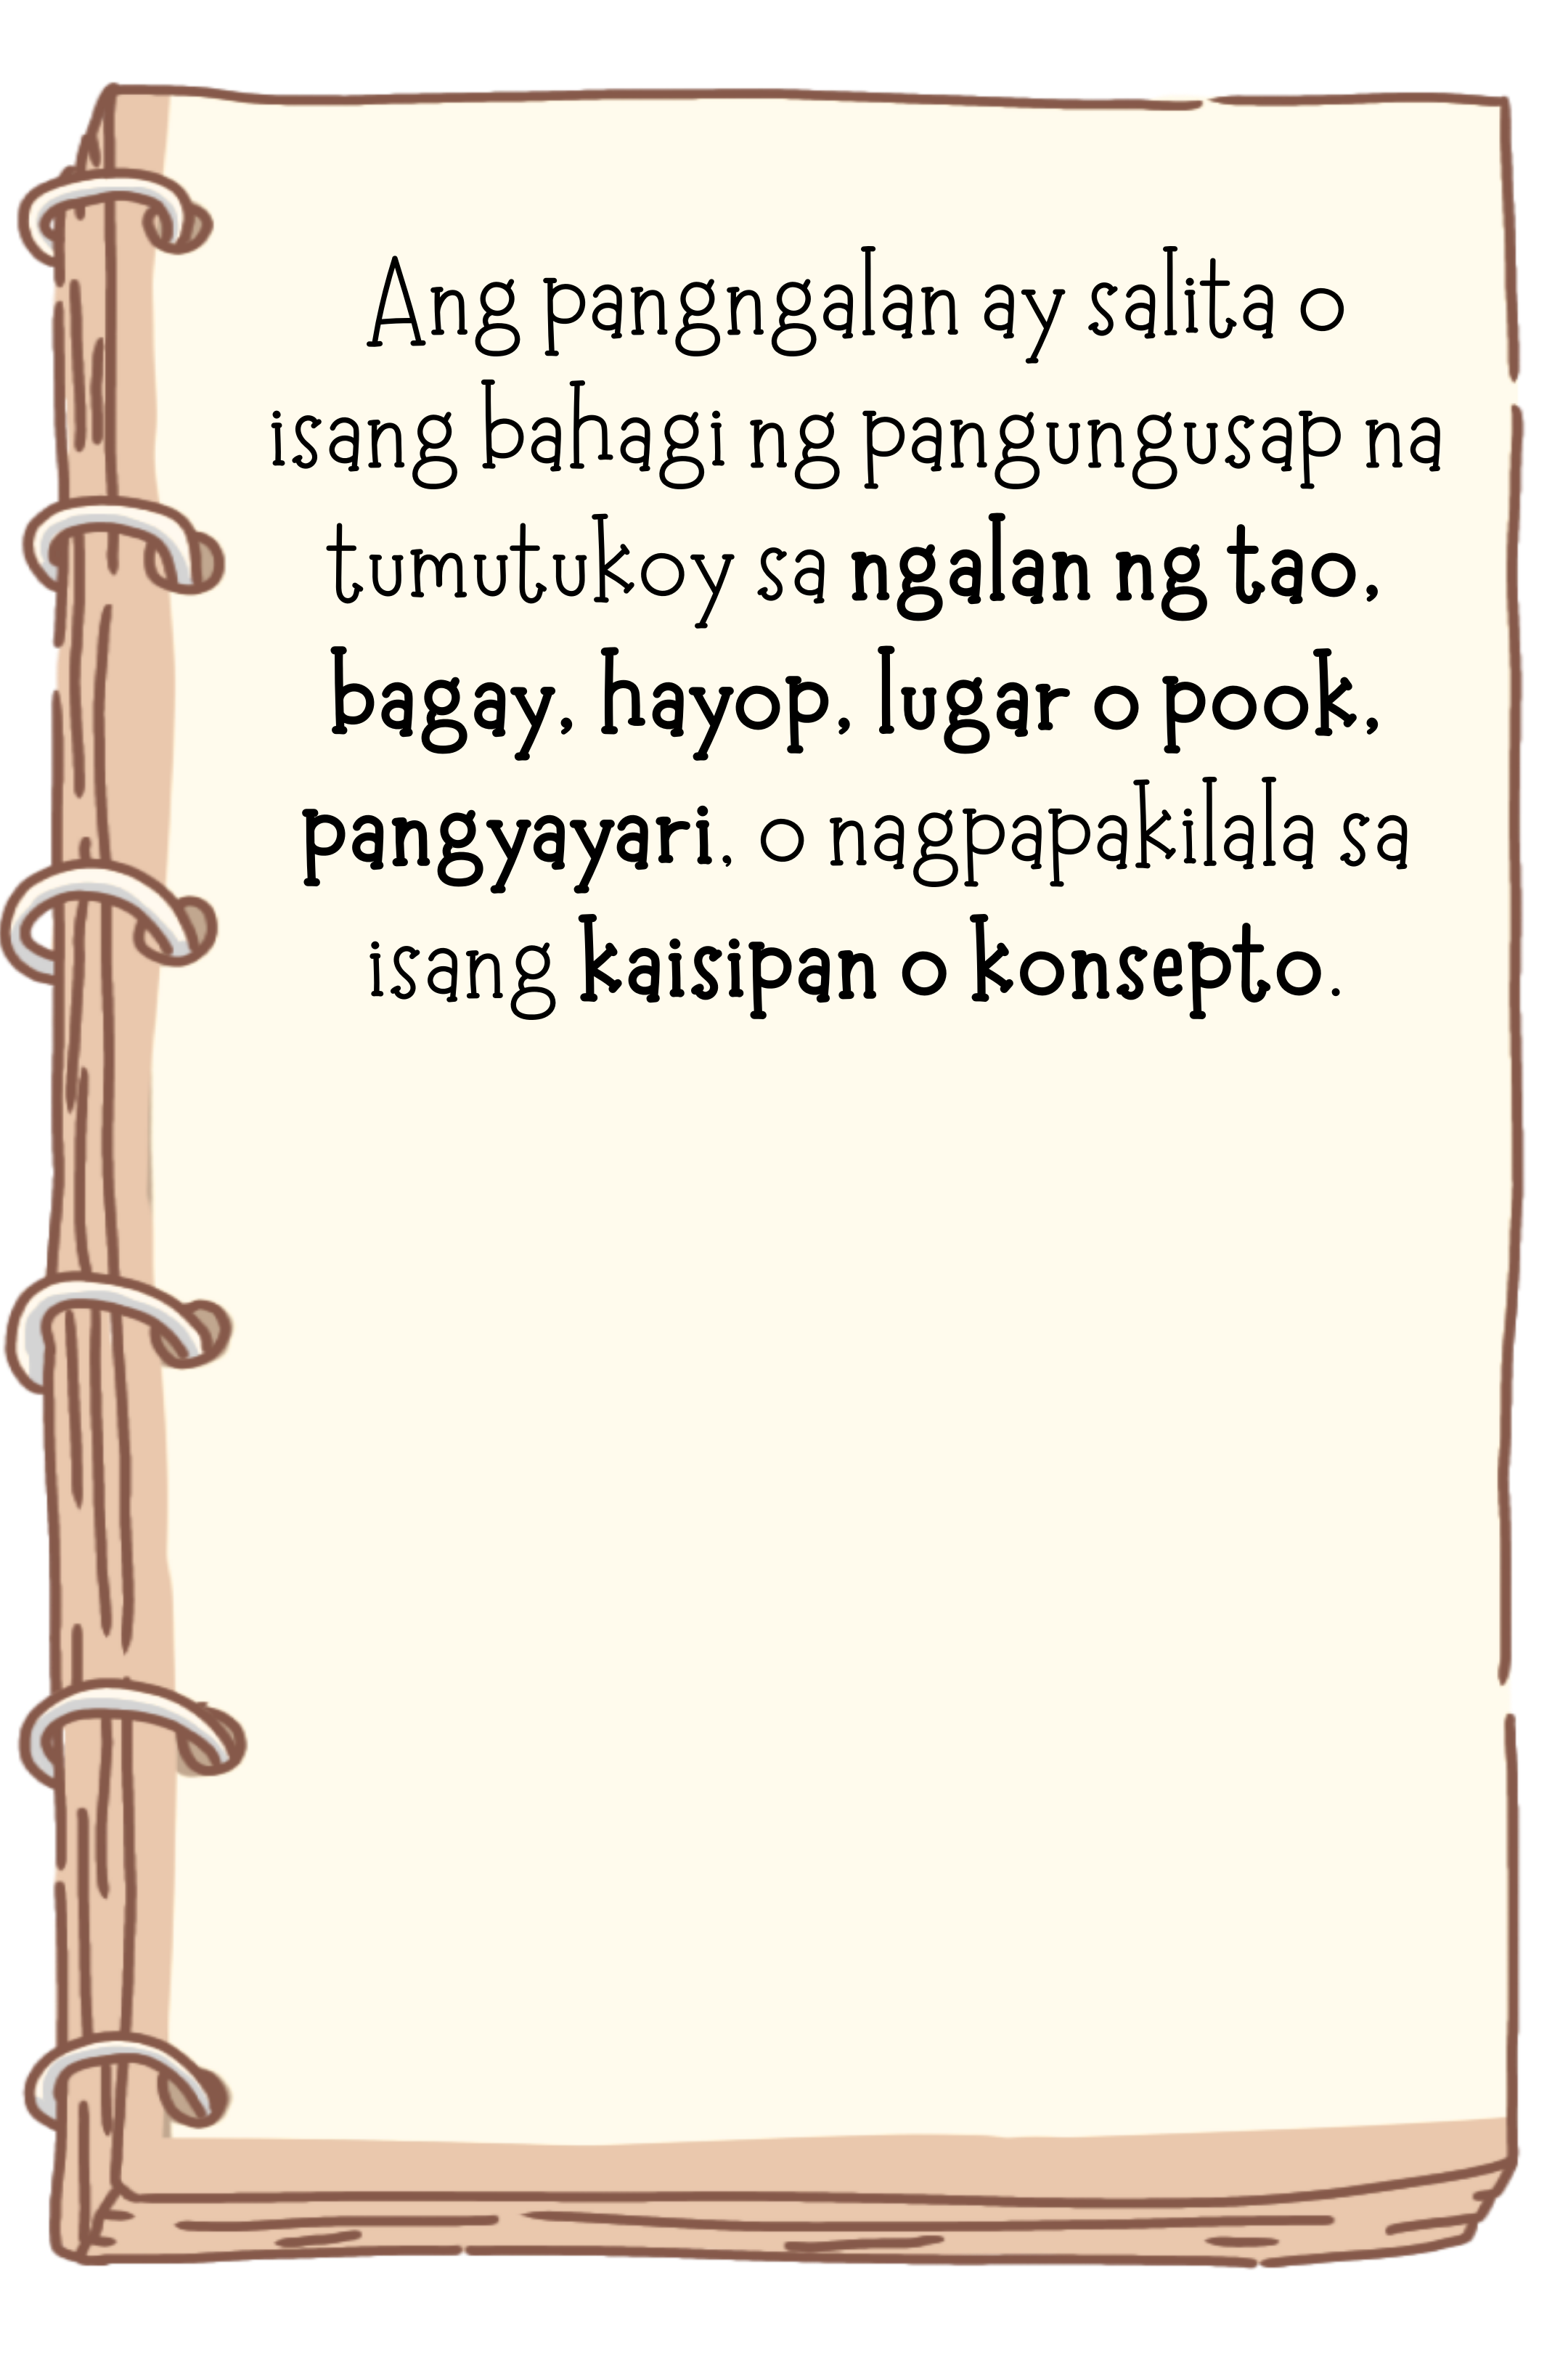 Ang pangngalan ay salita o
isang bahagi ng pangungusap na
tumutukoy sa ngalan ng tao,
bagay, hayop, lugar o pook,
pangyayari, o nagpapakilala sa
isang kaisipan o konsepto.